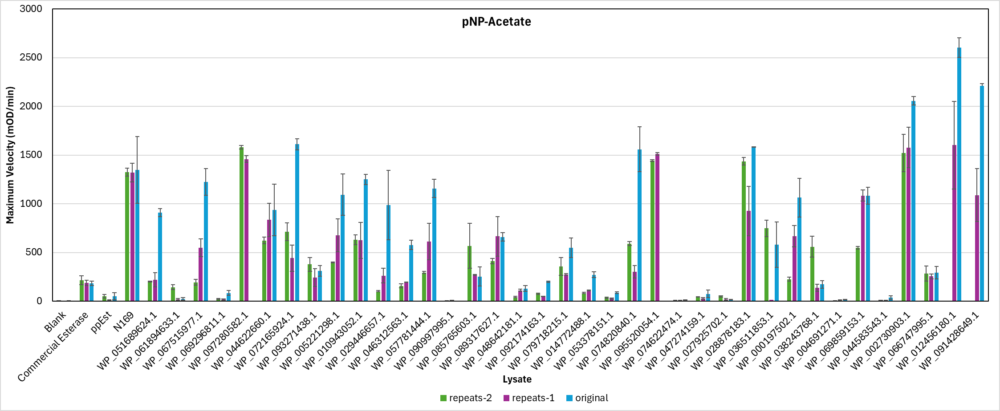 pNP-Acetate
Maximum Velocity (mOD/min)
3000
2500
2000
1500
1000
500
0
Blank
Commercial Esterase
ppEst
N169
WP_051689624.1
WP_061894633.1
WP_067515977.1
WP_069296811.1
WP_097280582.1
WP_044622660.1
WP_072165924.1
WP_093271438.1
WP_005221298.1
WP_010943052.1
WP_029446657.1
WP_046312563.1
WP_057781444.1
WP_090997995.1
WP_085765603.1
WP_089317627.1
WP_048642181.1
WP_092174163.1
WP_079718215.1
WP_014772488.1
WP_053378151.1
WP_074820840.1
WP_095520054.1
WP_074622474.1
WP_047274159.1
WP_027925702.1
WP_028878183.1
WP_036511853.1
WP_000197502.1
WP_038243768.1
WP_004691271.1
WP_069859153.1
WP_044583543.1
WP_002730903.1
WP_066747995.1
WP_012456180.1
WP_091428649.1
Lysate
repeats-2 repeats-1 original